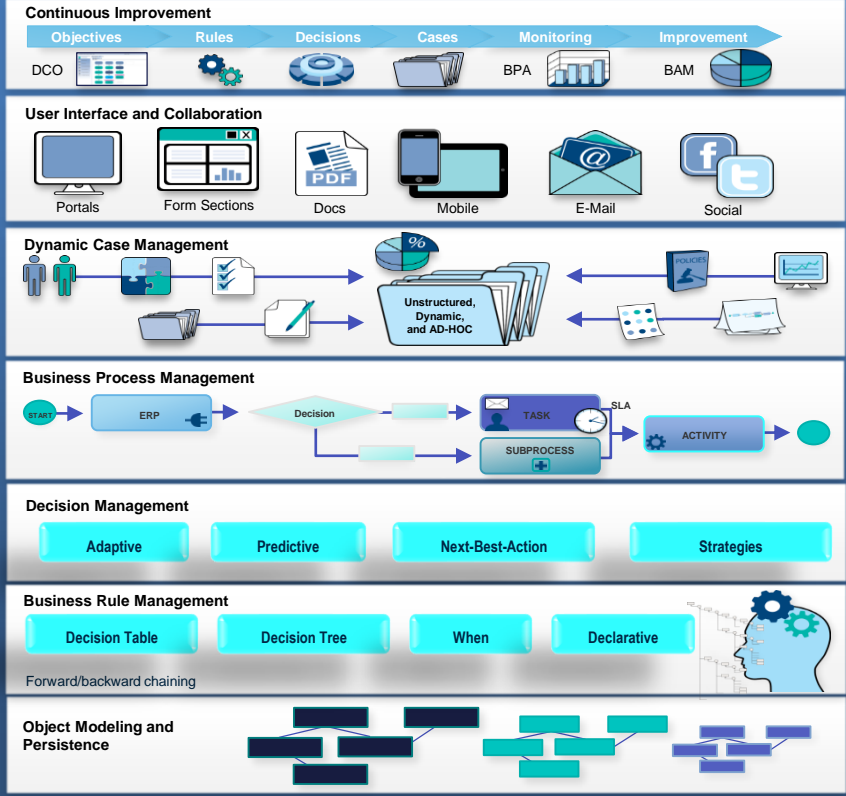 Continuous Improvement
Objectives Rules Decisions Cases Monitoring Improvement
DCO BPA BAM
User Interface and Collaboration
PDF @ f t
Portals Form Sections Docs Mobile E-Mail Social
Dynamic Case Management
%
POLICIES
Unstructured,
Dynamic,
and AD-HOC
Business Process Management
START ERP Decision TASK SLA
SUBPROCESS ACTIVITY
Decision Management
Adaptive Predictive Next-Best-Action Strategies
Business Rule Management
Decision Table Decision Tree When Declarative
Forward/backward chaining
Object Modeling and
Persistence